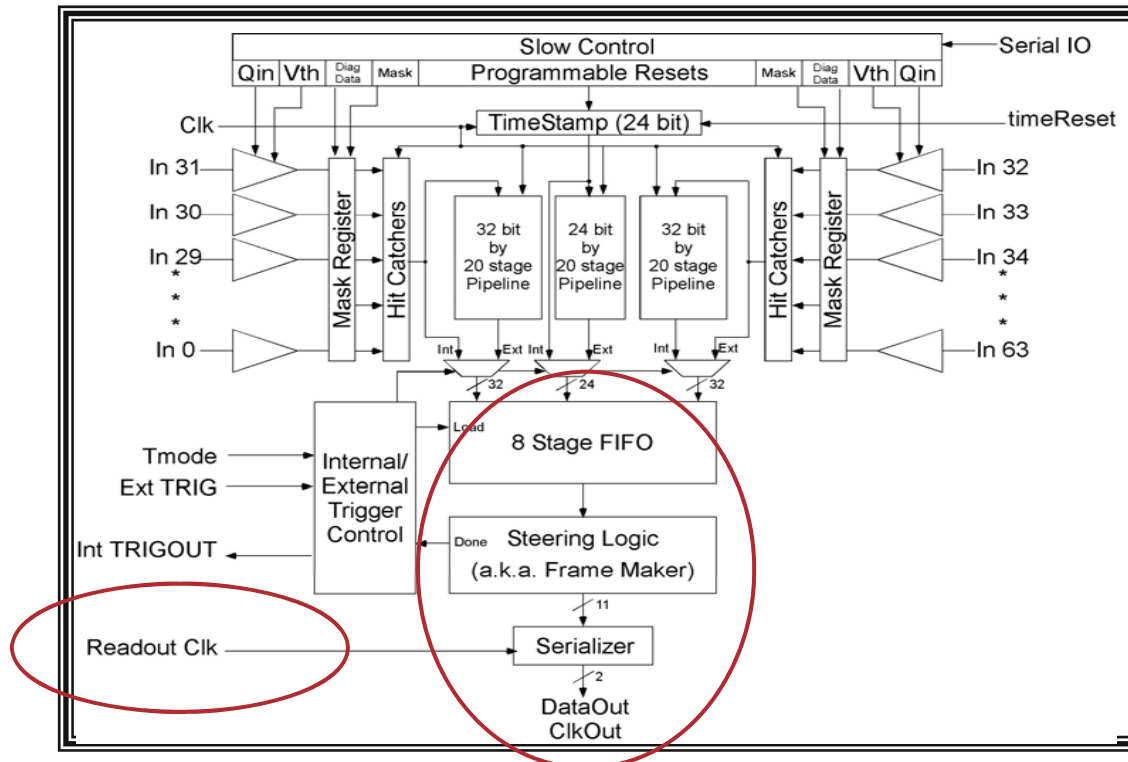 Slow Control
Serial IO
Qin Vth Diag Data Mask Programmable Resets Mask Diag Data Vth Qin
Clk
TimeStamp (24 bit)
timeReset
In 31
In 30
In 29
*
*
*
In 0
Mask Register
Hit Catchers
32 bit
by
20 stage
Pipeline
24 bit
by
20 stage
Pipeline
32 bit
by
20 stage
Pipeline
Hit Catchers
Mask Register
In 32
In 33
In 34
*
*
*
In 63
Int Ext Int Ext Int Ext
32 24 32
Load
8 Stage FIFO
Tmode
Ext TRIG
Int TRIGOUT
Internal/
External
Trigger
Control
Done
Steering Logic
(a.k.a. Frame Maker)
11
Readout Clk
Serializer
2
DataOut
ClkOut